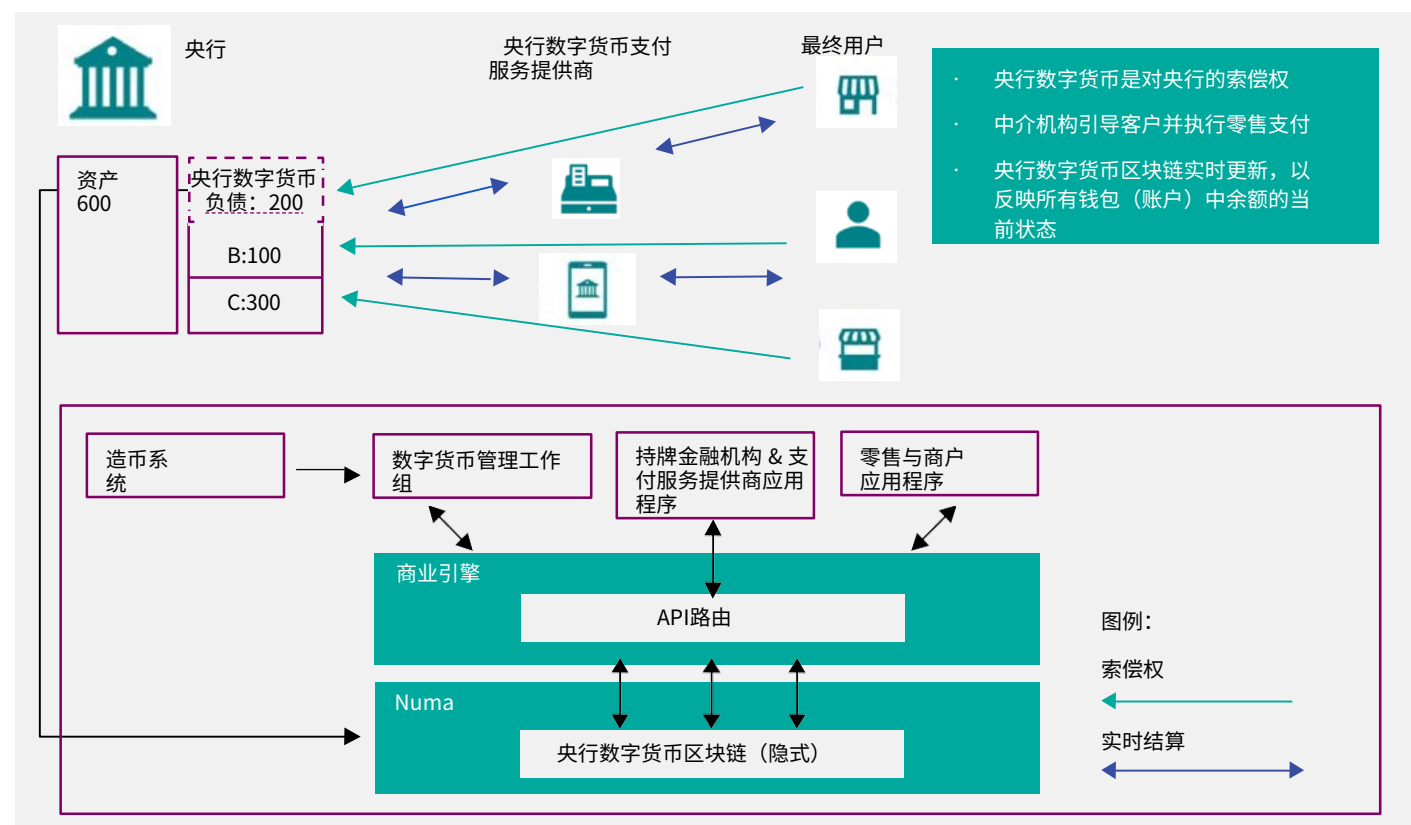 央行
央行数字货币支付
服务提供商
最终用户
· 央行数字货币是对央行的索偿权
· 中介机构引导客户并执行零售支付
· 央行数字货币区块链实时更新，以
反映所有钱包（账户）中余额的当
前状态
资产
600
央行数字货币
负债：200
B:100
C:300
造币系
统
数字货币管理工作
组
持牌金融机构 & 支
付服务提供商应用
程序
零售与商户
应用程序
商业引擎
API路由
Numa
央行数字货币区块链（隐式）
图例：
索偿权
实时结算